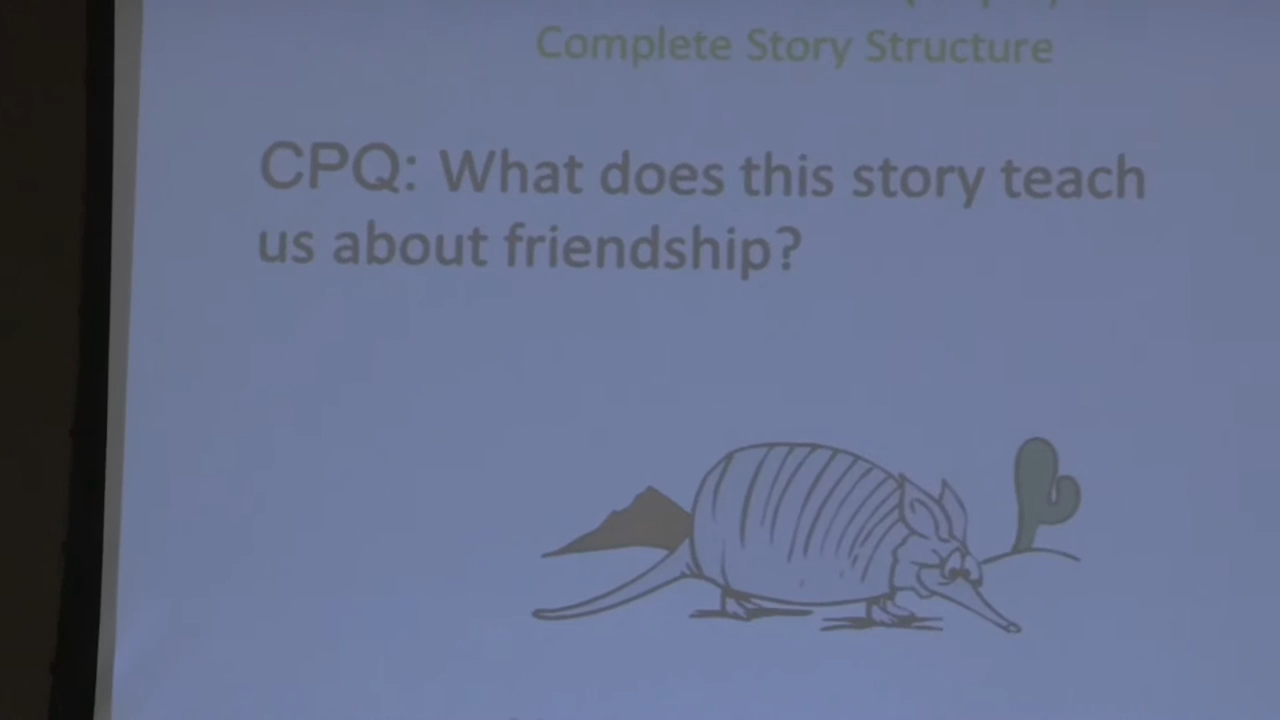 Complete Story Structure
CPQ: What does this story teach
us about friendship?